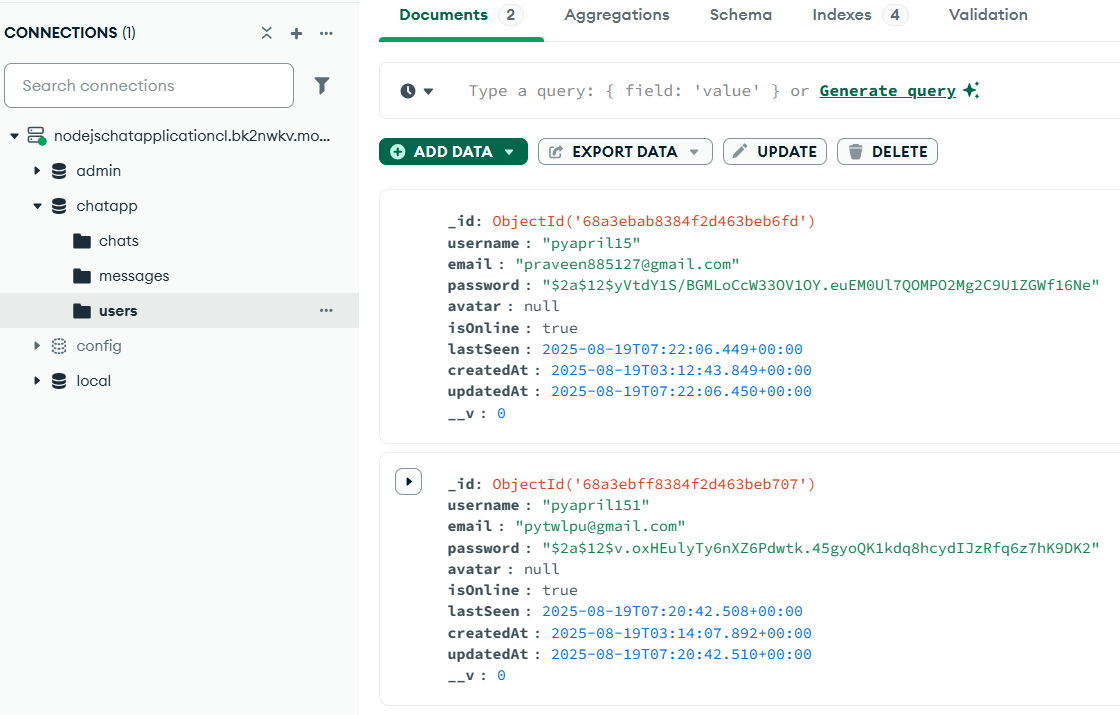 CONNECTIONS (1)
Search connections
nodejschatapplicationcl.bk2nwkv.mo...
admin
chatapp
chats
messages
users
config
local
Documents 2 Aggregations Schema Indexes 4 Validation
Type a query: { field: 'value' } or Generate query
ADD DATA EXPORT DATA UPDATE DELETE
_id: ObjectId('68a3ebab8384f2d463beb6fd')
username : "pyapril15"
email : "praveen885127@gmail.com"
password : "$2a$12$yVtdY1S/BGMLoCcW33OV1OY.euEM0Ul7QOMPO2Mg2C9U1ZGWf16Ne"
avatar : null
isOnline : true
lastSeen : 2025-08-19T07:22:06.449+00:00
createdAt : 2025-08-19T03:12:43.849+00:00
updatedAt : 2025-08-19T07:22:06.450+00:00
__v : 0
_id: ObjectId('68a3ebff8384f2d463beb707')
username : "pyapril151"
email : "pytwlpu@gmail.com"
password : "$2a$12$v.oxHEulyTy6nXZ6Pdwtk.45gyoQK1kdq8hcydIJzRfq6z7hK9DK2"
avatar : null
isOnline : true
lastSeen : 2025-08-19T07:20:42.508+00:00
createdAt : 2025-08-19T03:14:07.892+00:00
updatedAt : 2025-08-19T07:20:42.510+00:00
__v : 0